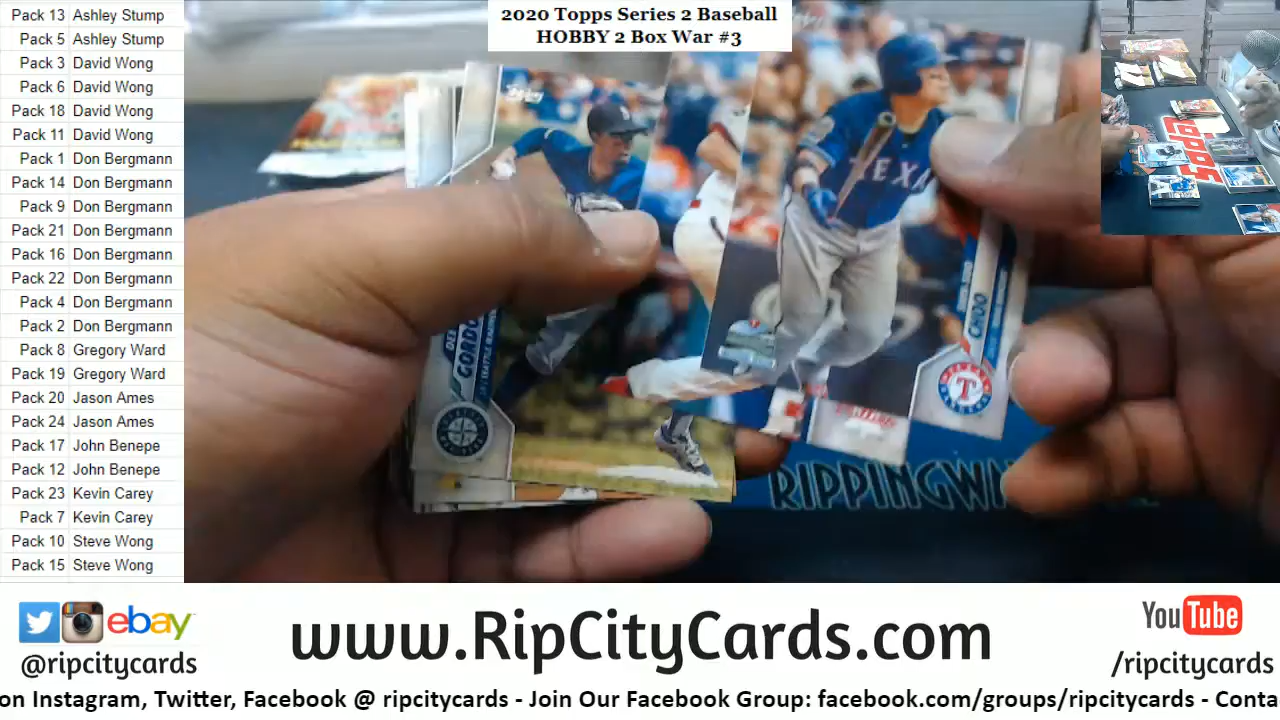 Pack 13 Ashley Stump
Pack 5 Ashley Stump
Pack 3 David Wong
Pack 6 David Wong
Pack 18 David Wong
Pack 11 David Wong
Pack 1 Don Bergmann
Pack 14 Don Bergmann
Pack 9 Don Bergmann
Pack 21 Don Bergmann
Pack 16 Don Bergmann
Pack 22 Don Bergmann
Pack 4 Don Bergmann
Pack 2 Don Bergmann
Pack 8 Gregory Ward
Pack 19 Gregory Ward
Pack 20 Jason Ames
Pack 24 Jason Ames
Pack 17 John Benepe
Pack 12 John Benepe
Pack 23 Kevin Carey
Pack 7 Kevin Carey
Pack 10 Steve Wong
Pack 15 Steve Wong
2020 Topps Series 2 Baseball
HOBBY 2 Box War #3
topps
TEXA
CHOO
T
GORDO
RIPPINGW
topps
ebay
@ripcitycards
www.RipCityCards.com
YouTube
/ripcitycards
on Instagram, Twitter, Facebook @ ripcitycards - Join Our Facebook Group: facebook.com/groups/ripcitycards - Conta